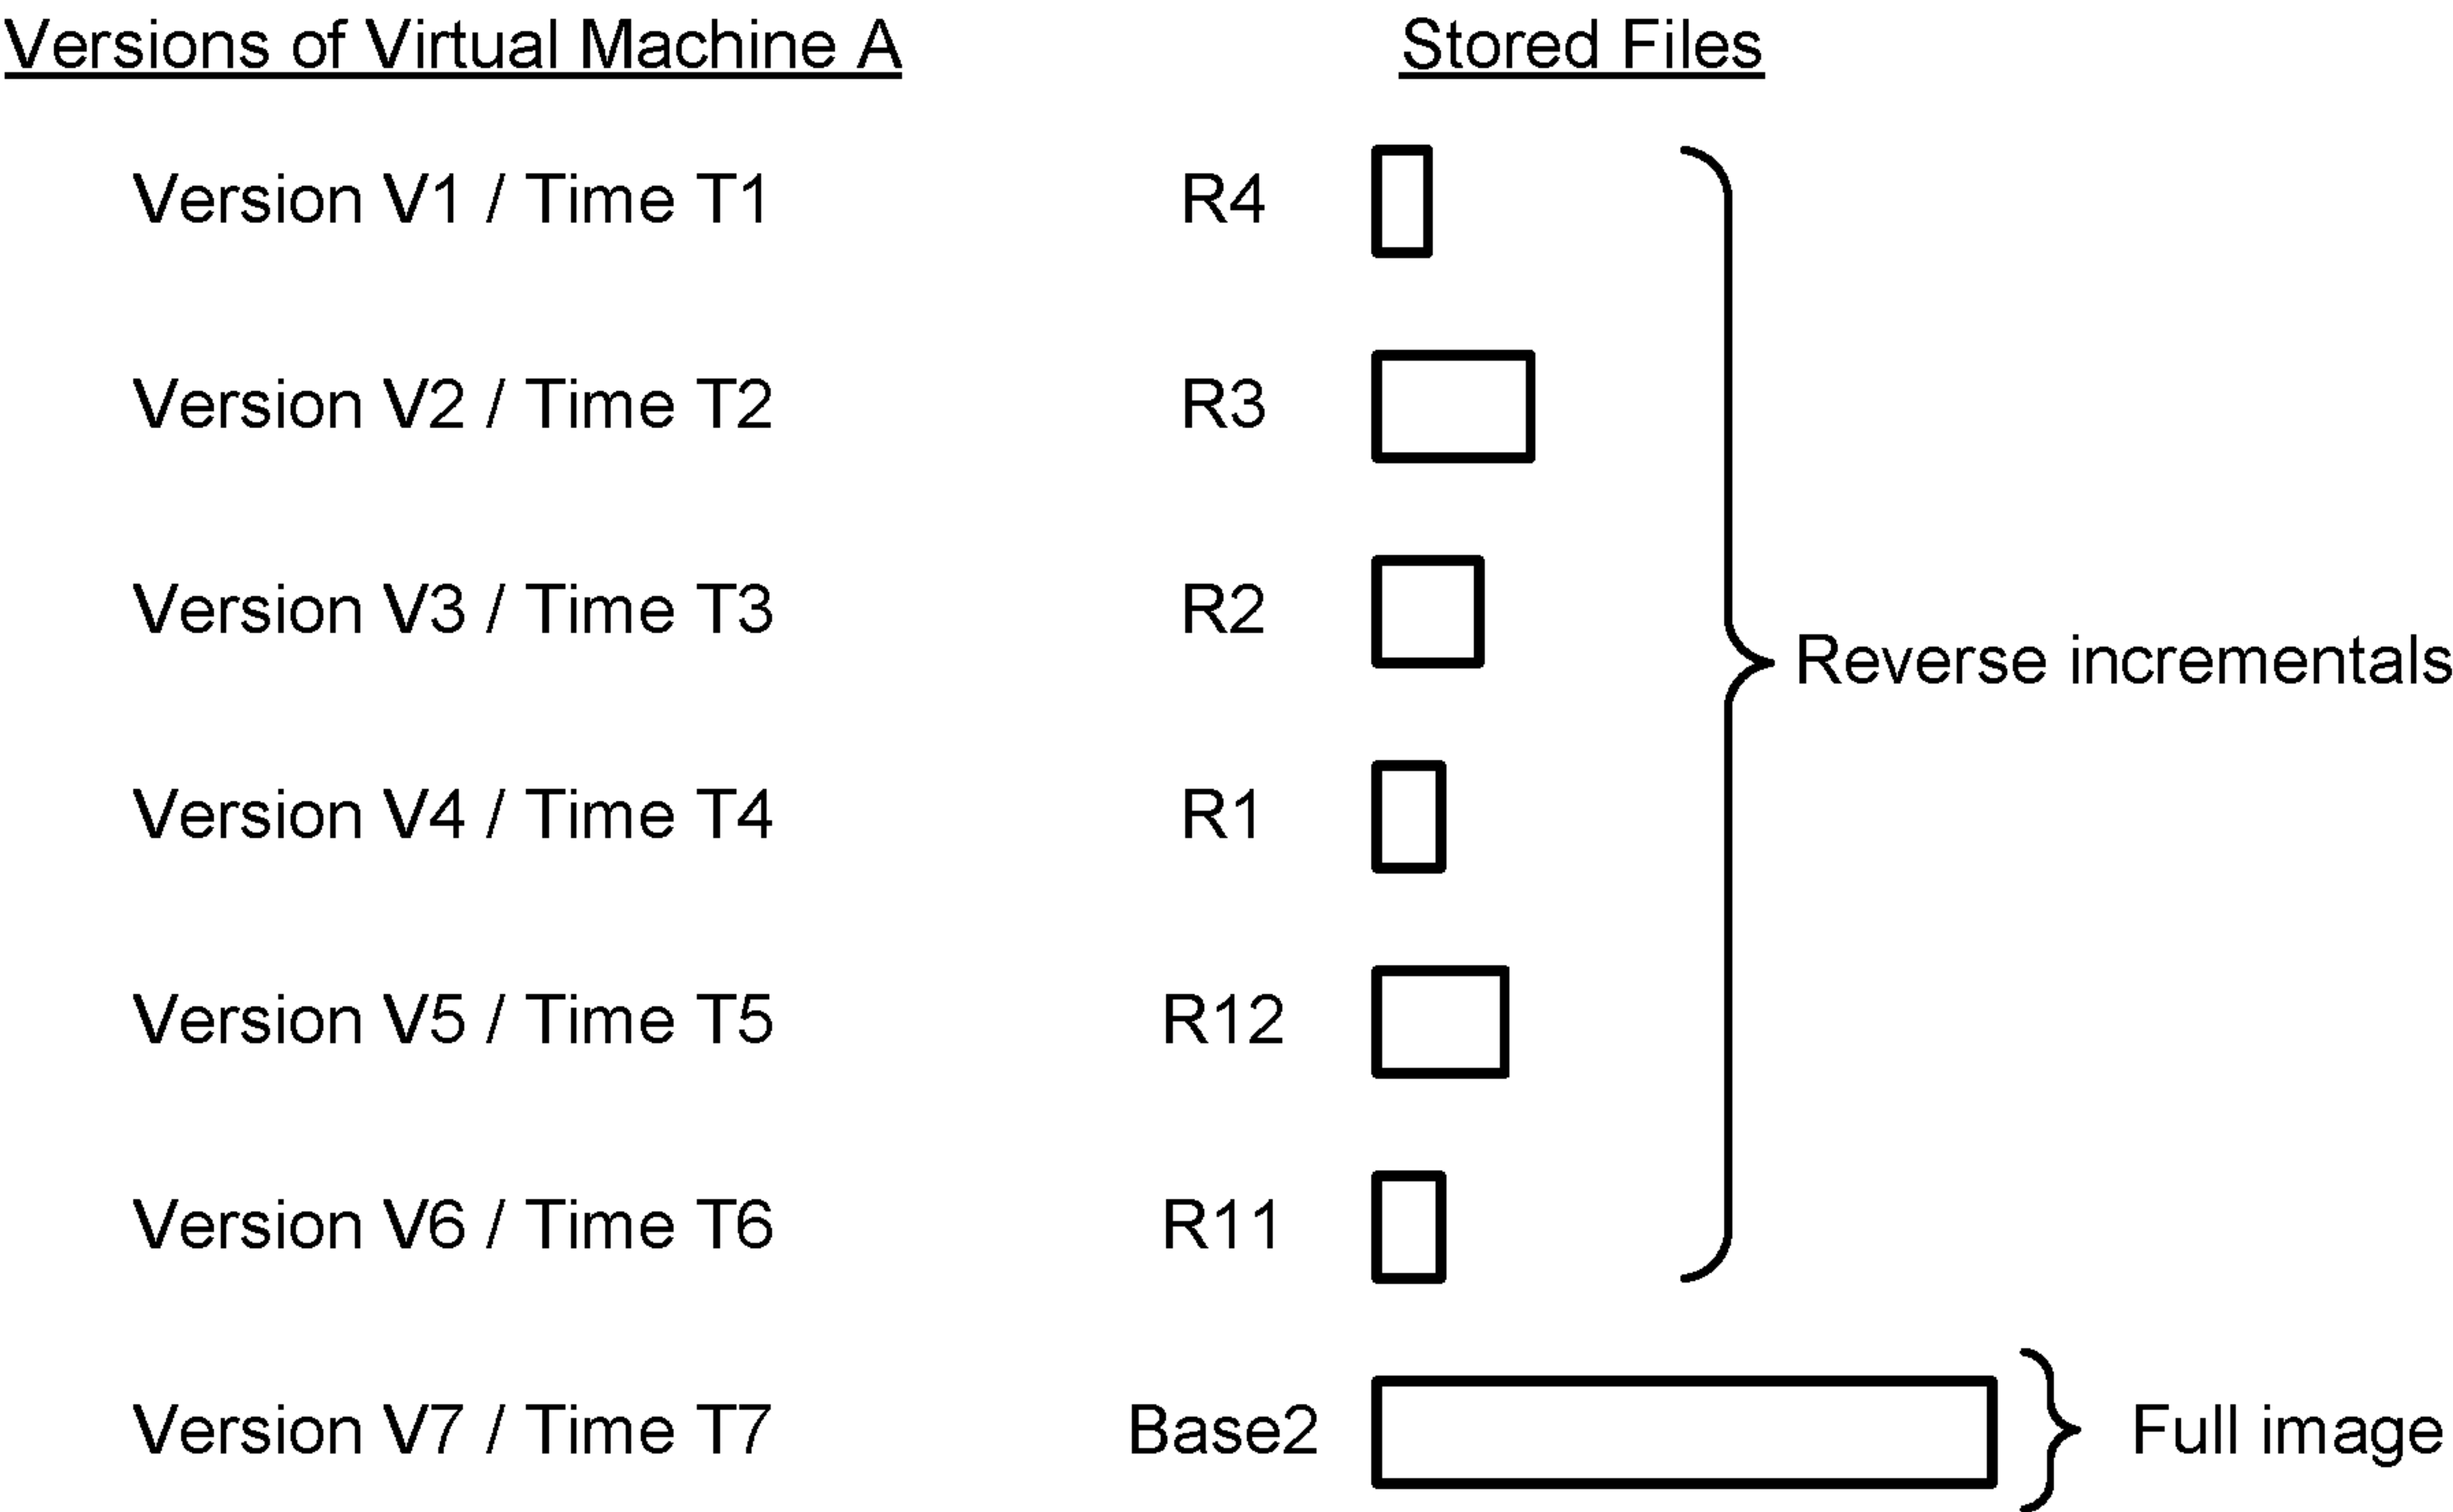 Versions of Virtual Machine A Stored Files
Version V1 / Time T1 R4
Version V2 / Time T2 R3
Version V3 / Time T3 R2
Reverse incrementals
Version V4 / Time T4 R1
Version V5 / Time T5 R12
Version V6 / Time T6 R11
Version V7 / Time T7 Base2 Full image